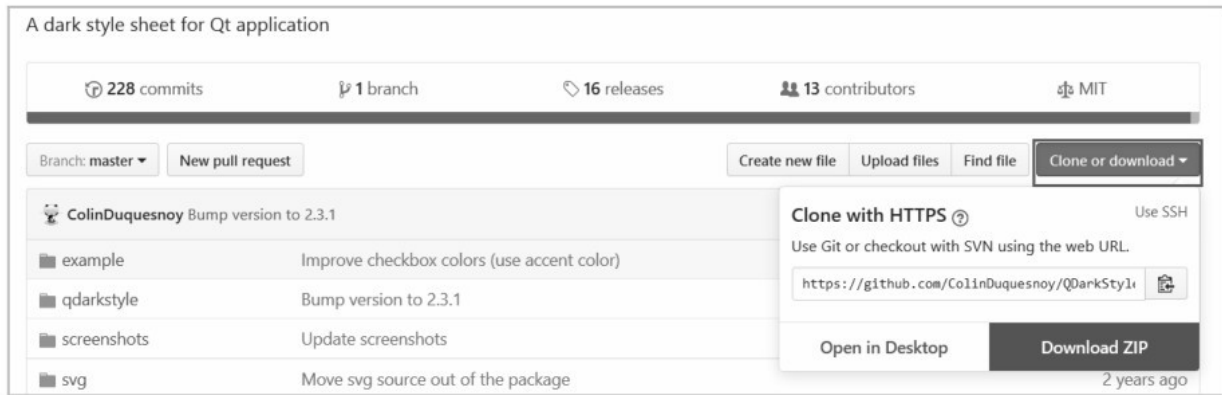 A dark style sheet for Qt application
228 commits 1 branch 16 releases 13 contributors MIT
Branch: master New pull request Create new file Upload files Find file Clone or download
ColinDuquesnoy Bump version to 2.3.1
Clone with HTTPS Use SSH
Use Git or checkout with SVN using the web URL.
example Improve checkbox colors (use accent color)
https://github.com/ColinDuquesnoy/QDarkStyle
qdarkstyle Bump version to 2.3.1
screenshots Update screenshots
Open in Desktop Download ZIP
svg Move svg source out of the package 2 years ago